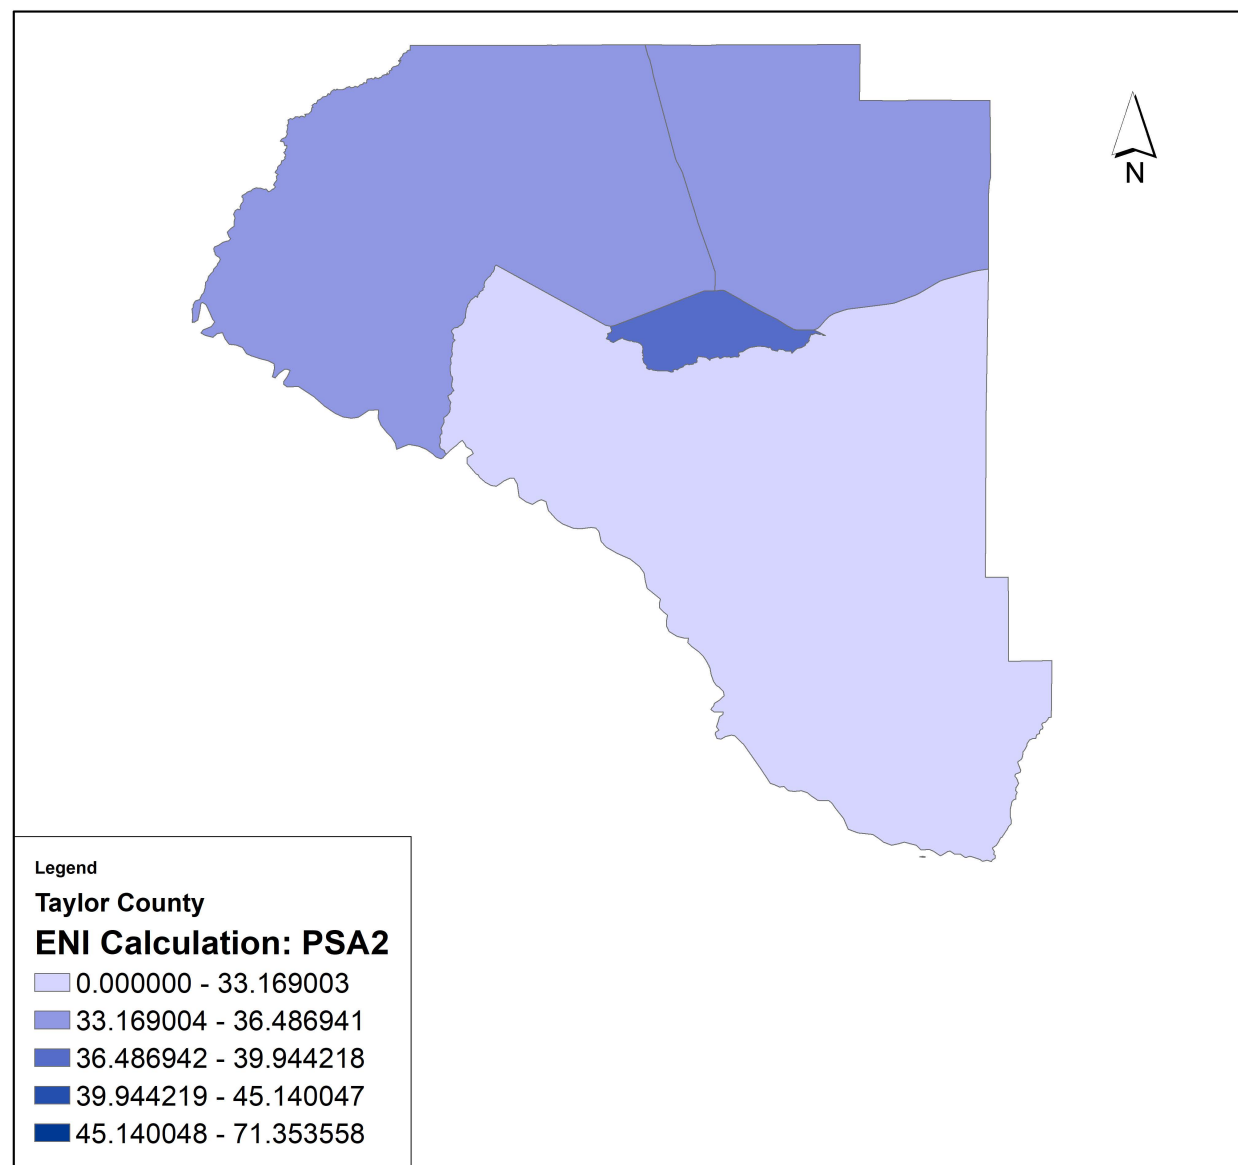 N
Legend
Taylor County
ENI Calculation: PSA2
0.000000 - 33.169003
33.169004 - 36.486941
36.486942 - 39.944218
39.944219 - 45.140047
45.140048 - 71.353558